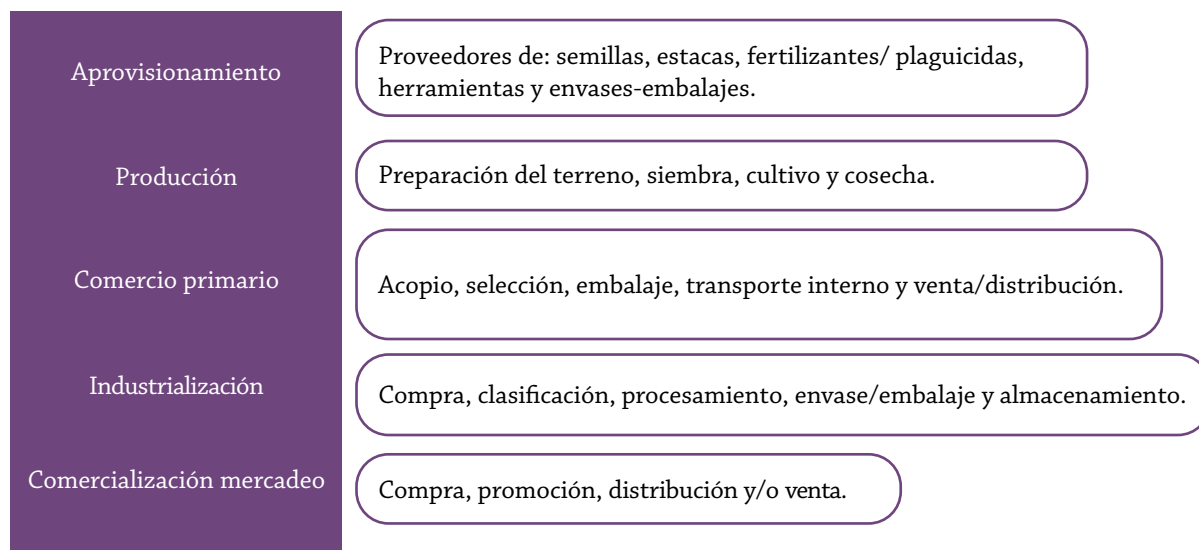 Aprovisionamiento
Proveedores de: semillas, estacas, fertilizantes/ plaguicidas,
herramientas y envases-embalajes.
Producción
Preparación del terreno, siembra, cultivo y cosecha.
Comercio primario
Acopio, selección, embalaje, transporte interno y venta/distribución.
Industrialización
Compra, clasificación, procesamiento, envase/embalaje y almacenamiento.
Comercialización mercadeo
Compra, promoción, distribución y/o venta.